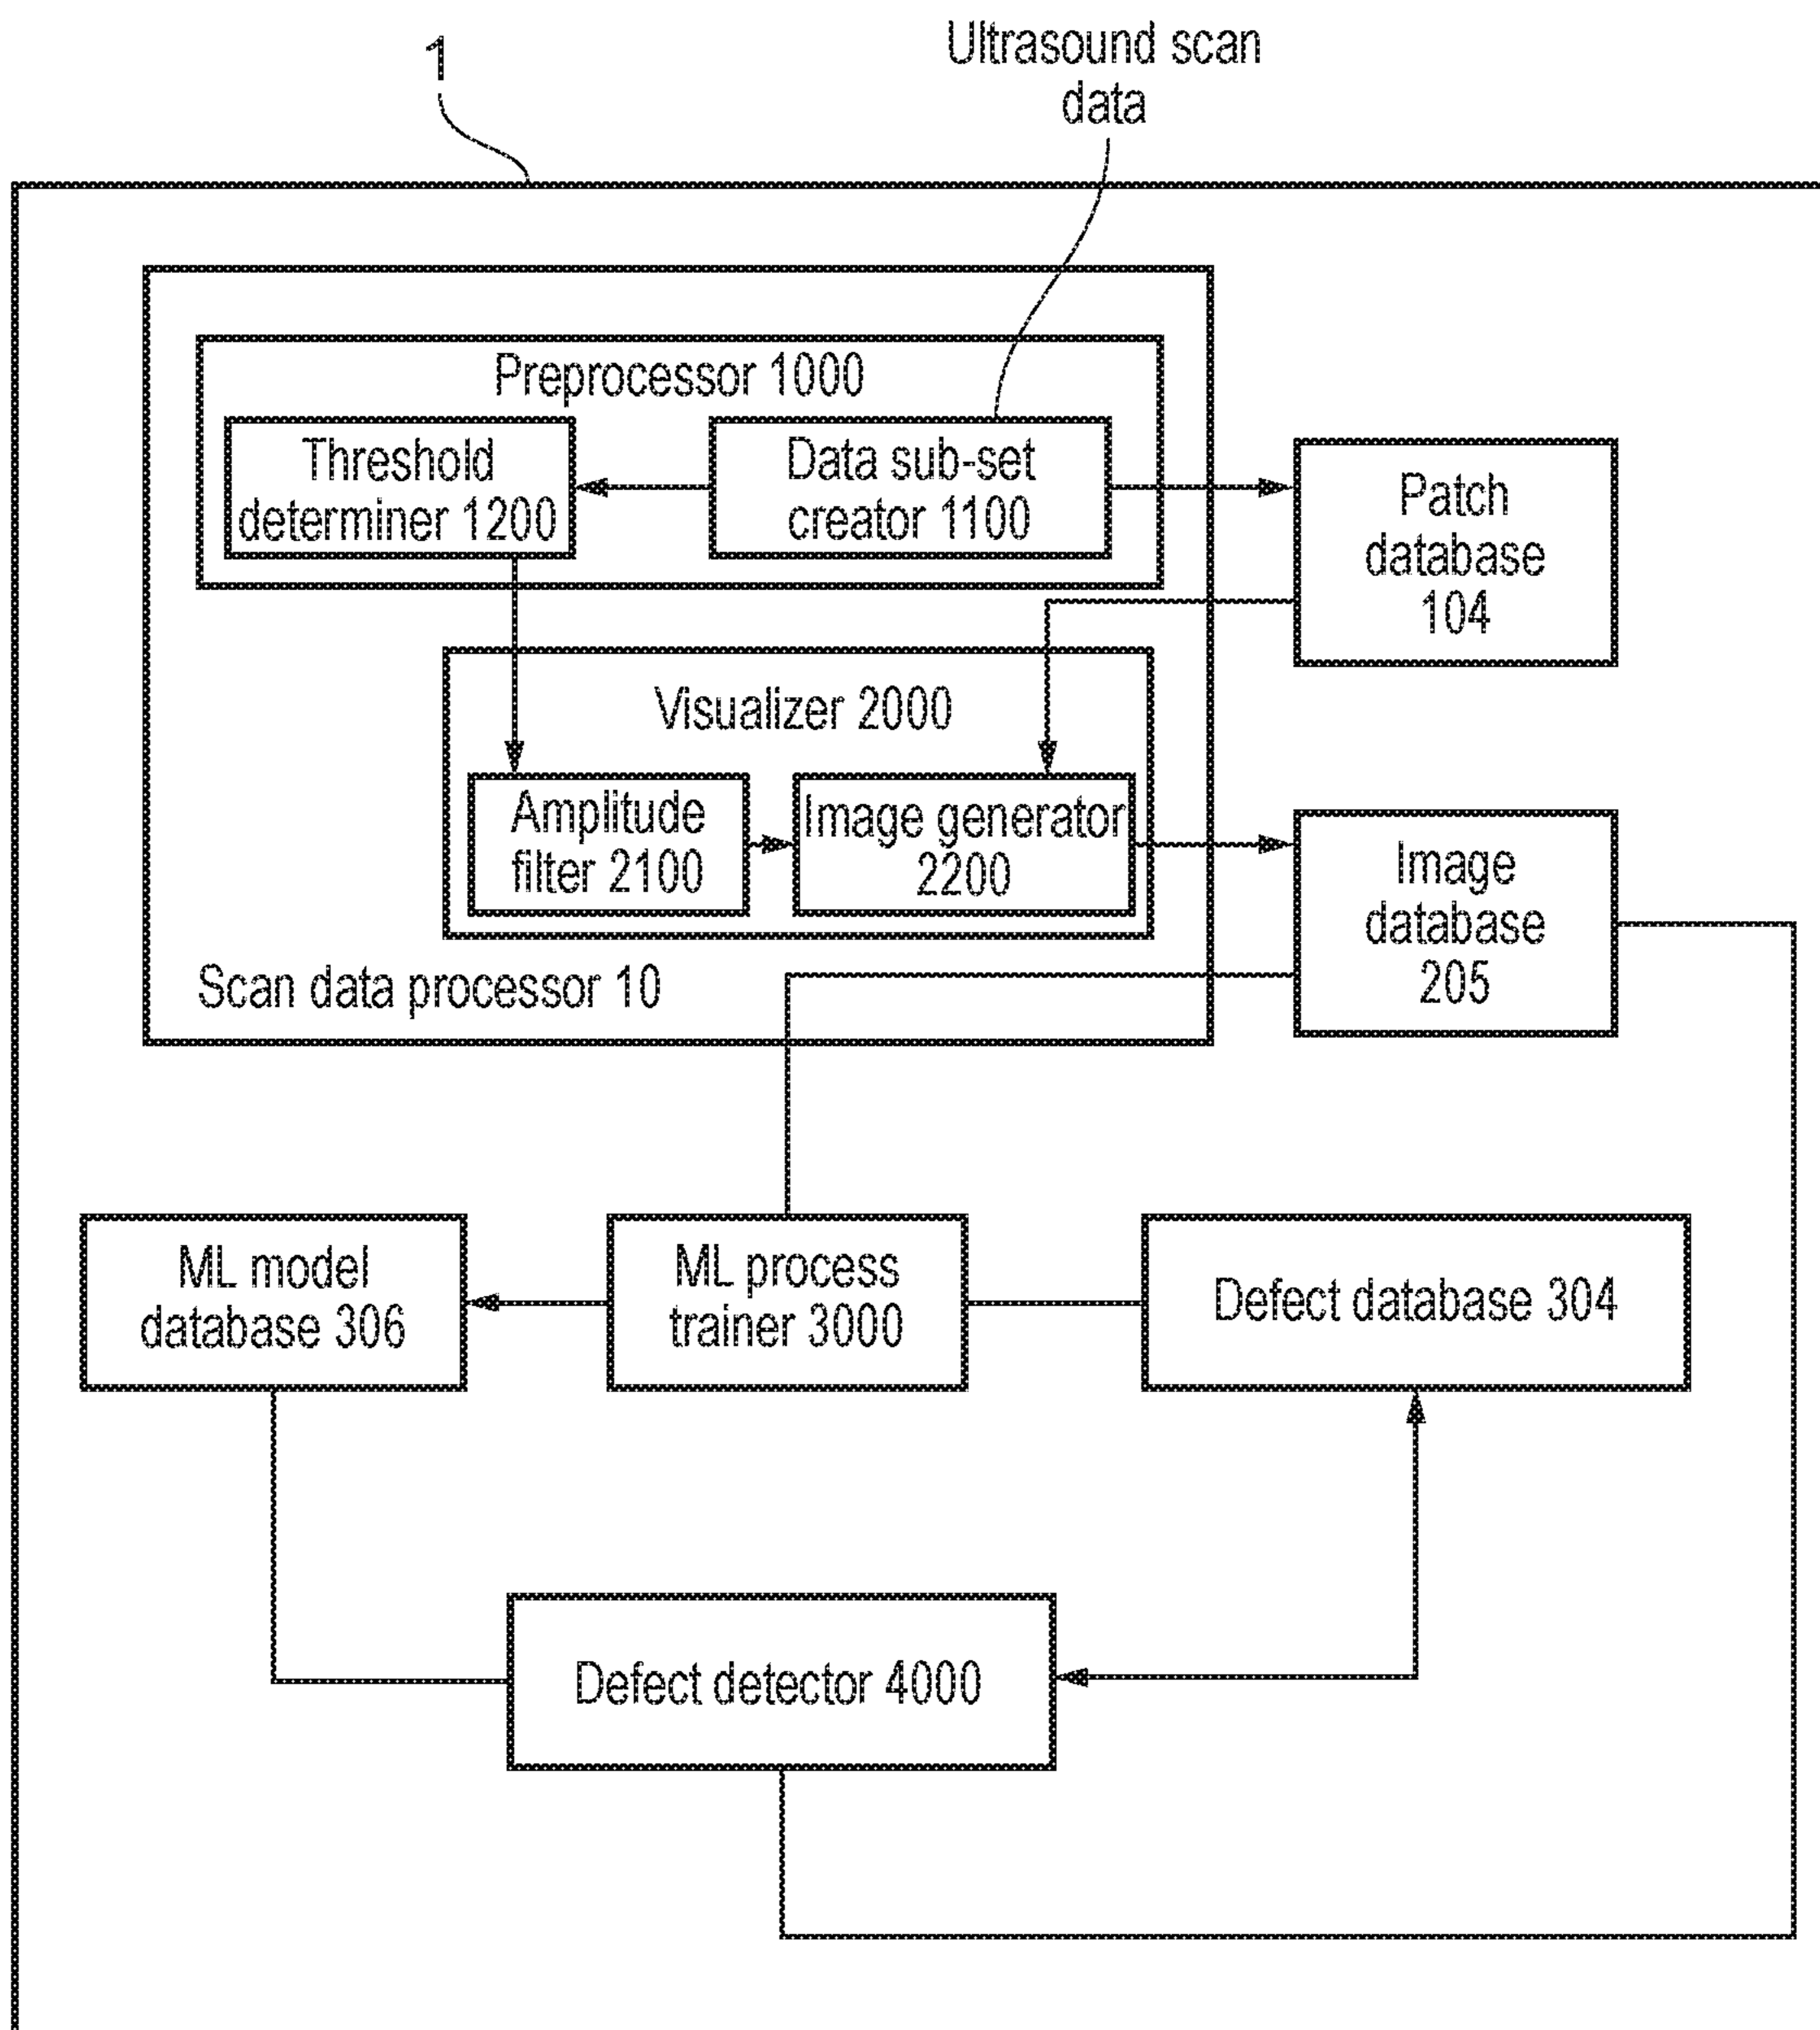 1
Ultrasound scan
data
Preprocessor 1000
Threshold
determiner 1200
Data sub-set
creator 1100
Patch
database
104
Visualizer 2000
Amplitude
filter 2100
Image generator
2200
Image
database
205
Scan data processor 10
ML model
database 306
ML process
trainer 3000
Defect database 304
Defect detector 4000